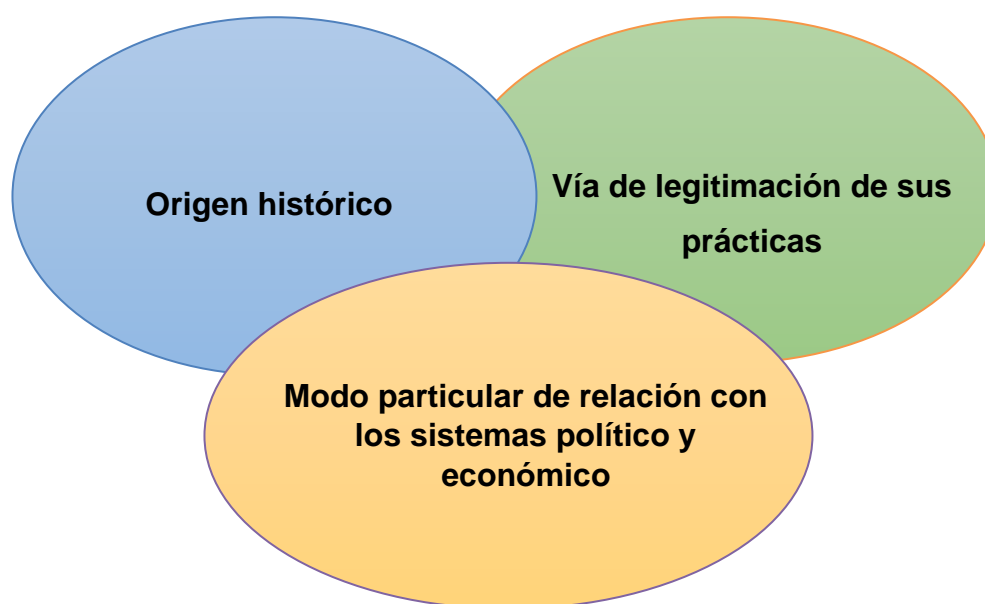 Origen histórico
Vía de legitimación de sus
prácticas
Modo particular de relación con
los sistemas político y
económico